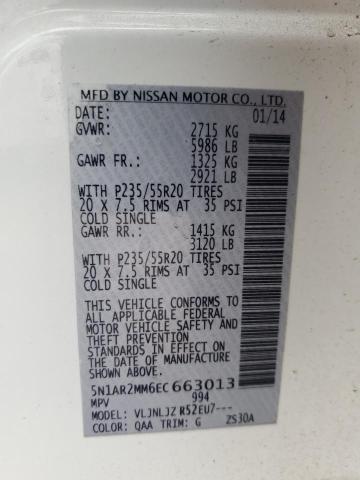 MFD BY NISSAN MOTOR CO., LTD.
DATE: 01/14
GVWR: 2715 KG
5986 LB
GAWR FR.: 1325 KG
2921 LB
WITH P235/55R20 TIRES
20 X 7.5 RIMS AT 35 PSI
COLD SINGLE
GAWR RR.: 1415 KG
3120 LB
WITH P235/55R20 TIRES
20 X 7.5 RIMS AT 35 PSI
COLD SINGLE
THIS VEHICLE CONFORMS TO
ALL APPLICABLE FEDERAL
MOTOR VEHICLE SAFETY AND
THEFT PREVENTION
STANDARDS IN EFFECT ON THE
DATE OF MANUFACTURE
5N1AR2MM6EC663013
MPV 994
MODEL: VLJNLJZ R52EU7---
COLOR: QAA TRIM: G ZS30A